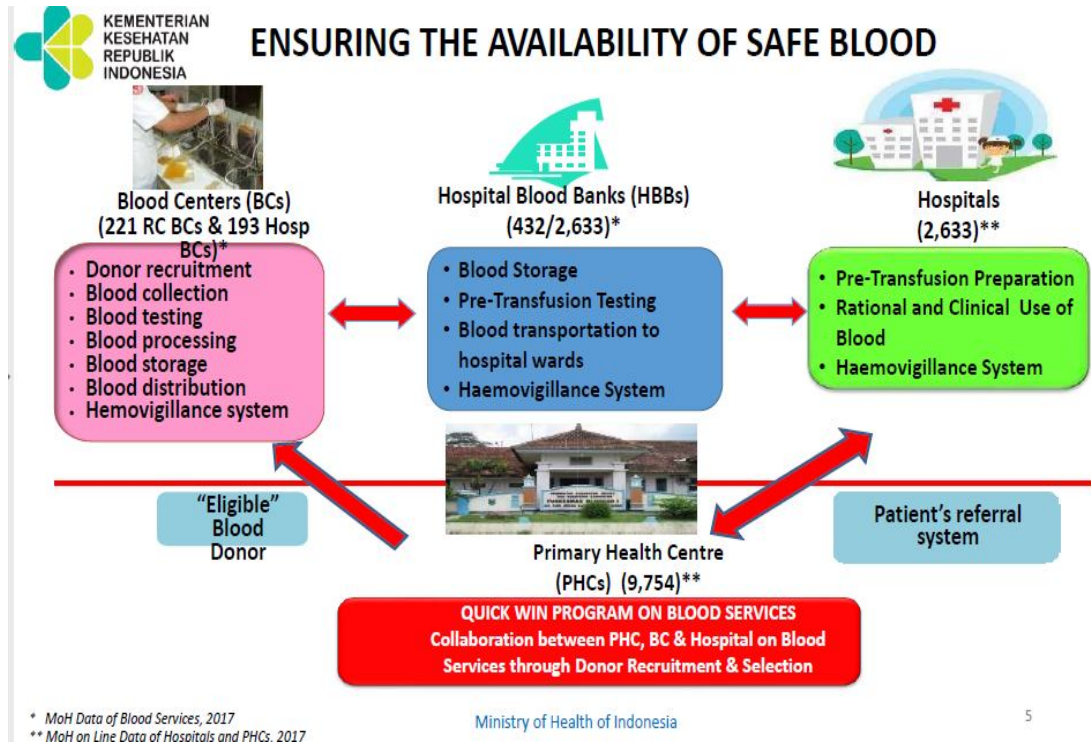 KEMENTERIAN
KESEHATAN
REPUBLIK
INDONESIA
ENSURING THE AVAILABILITY OF SAFE BLOOD
Blood Centers (BCs)
(221 RC BCs & 193 Hosp
BCs)*
• Donor recruitment
• Blood collection
• Blood testing
• Blood processing
• Blood storage
• Blood distribution
• Hemovigillance system
Hospital Blood Banks (HBBs)
(432/2,633)*
• Blood Storage
• Pre-Transfusion Testing
• Blood transportation to
hospital wards
• Haemovigillance System
Hospitals
(2,633)**
• Pre-Transfusion Preparation
• Rational and Clinical Use of
Blood
• Haemovigillance System
"Eligible"
Blood
Donor
Patient's referral
system
Primary Health Centre
(PHCs) (9,754)**
QUICK WIN PROGRAM ON BLOOD SERVICES
Collaboration between PHC, BC & Hospital on Blood
Services through Donor Recruitment & Selection
* MoH Data of Blood Services, 2017
** MoH on Line Data of Hospitals and PHCs, 2017
Ministry of Health of Indonesia
5